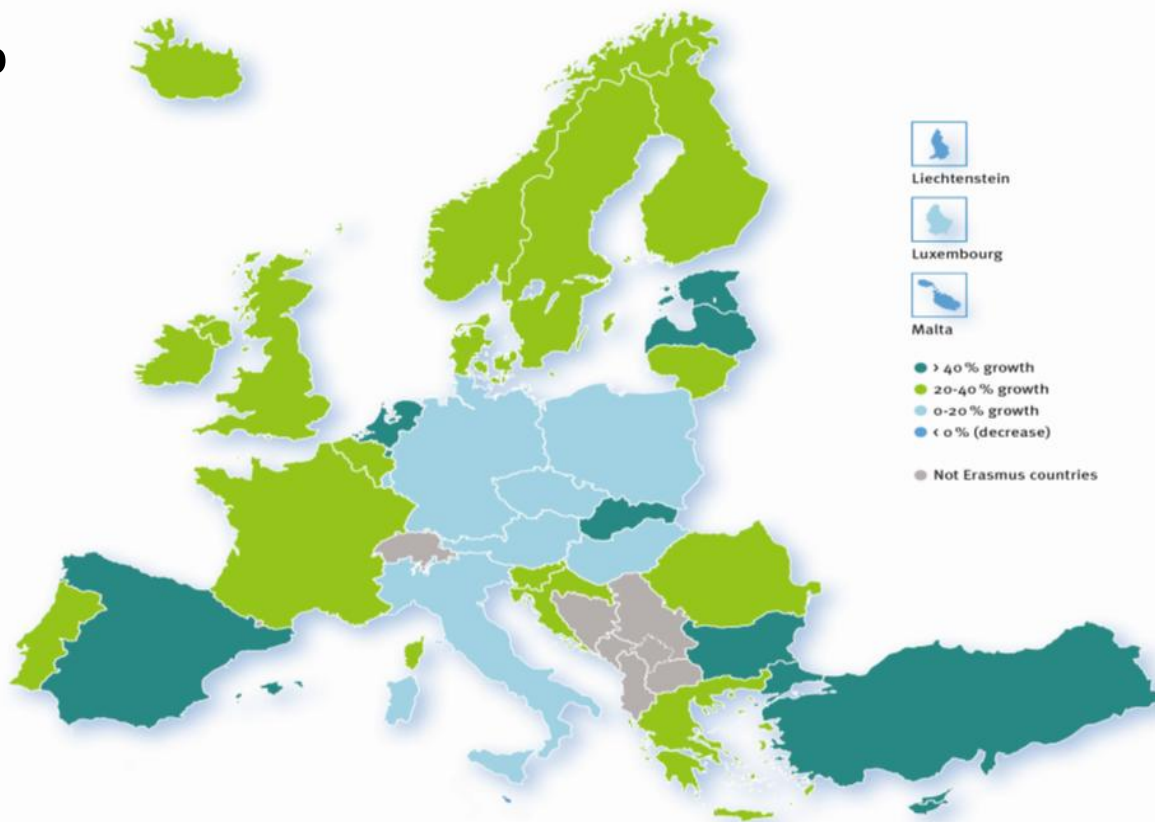 Liechtenstein
Luxembourg
Malta
> 40 % growth
20-40 % growth
0-20 % growth
< 0 % (decrease)
Not Erasmus countries